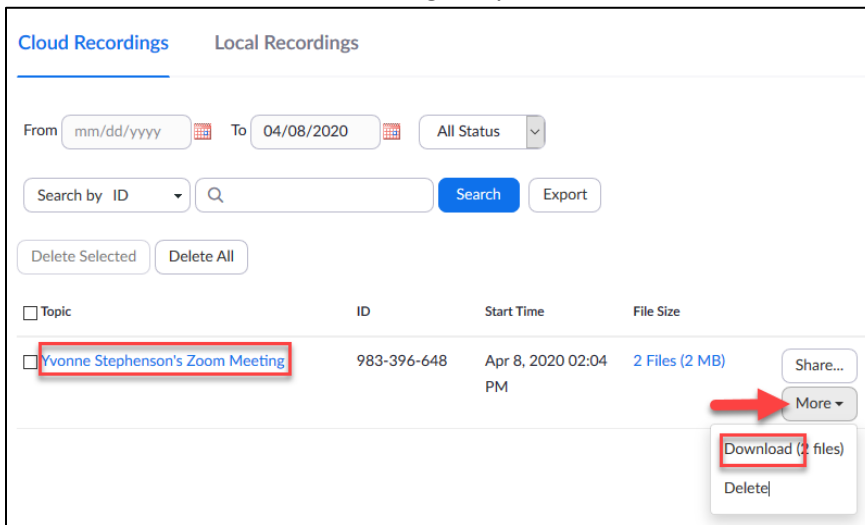 Cloud Recordings Local Recordings
From mm/dd/yyyy To 04/08/2020 All Status
Search by ID Search Export
Delete Selected Delete All
Topic ID Start Time File Size
Yvonne Stephenson's Zoom Meeting 983-396-648 Apr 8, 2020 02:04 2 Files (2 MB) Share...
PM More
Download (2 files)
Delete